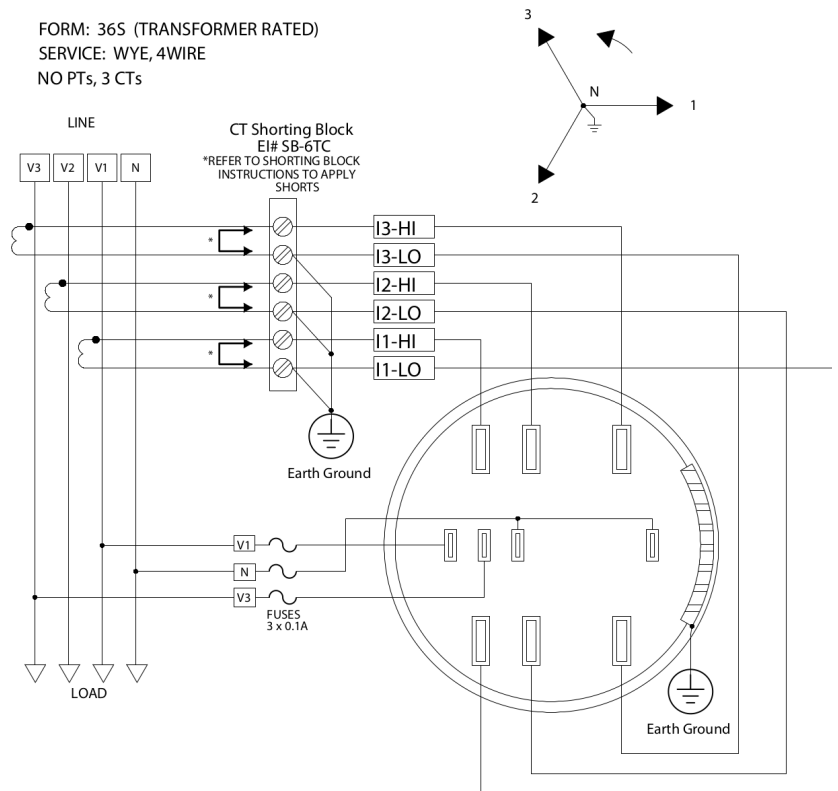 FORM: 36S (TRANSFORMER RATED)
SERVICE: WYE, 4WIRE
NO PTs, 3 CTs
3
N
1
2
LINE
V3 V2 V1 N
CT Shorting Block
EI# SB-6TC
*REFER TO SHORTING BLOCK
INSTRUCTIONS TO APPLY
SHORTS
*
I3-HI
I3-LO
*
I2-HI
I2-LO
*
I1-HI
I1-LO
Earth Ground
V1
N
V3
FUSES
3 x 0.1A
LOAD
Earth Ground